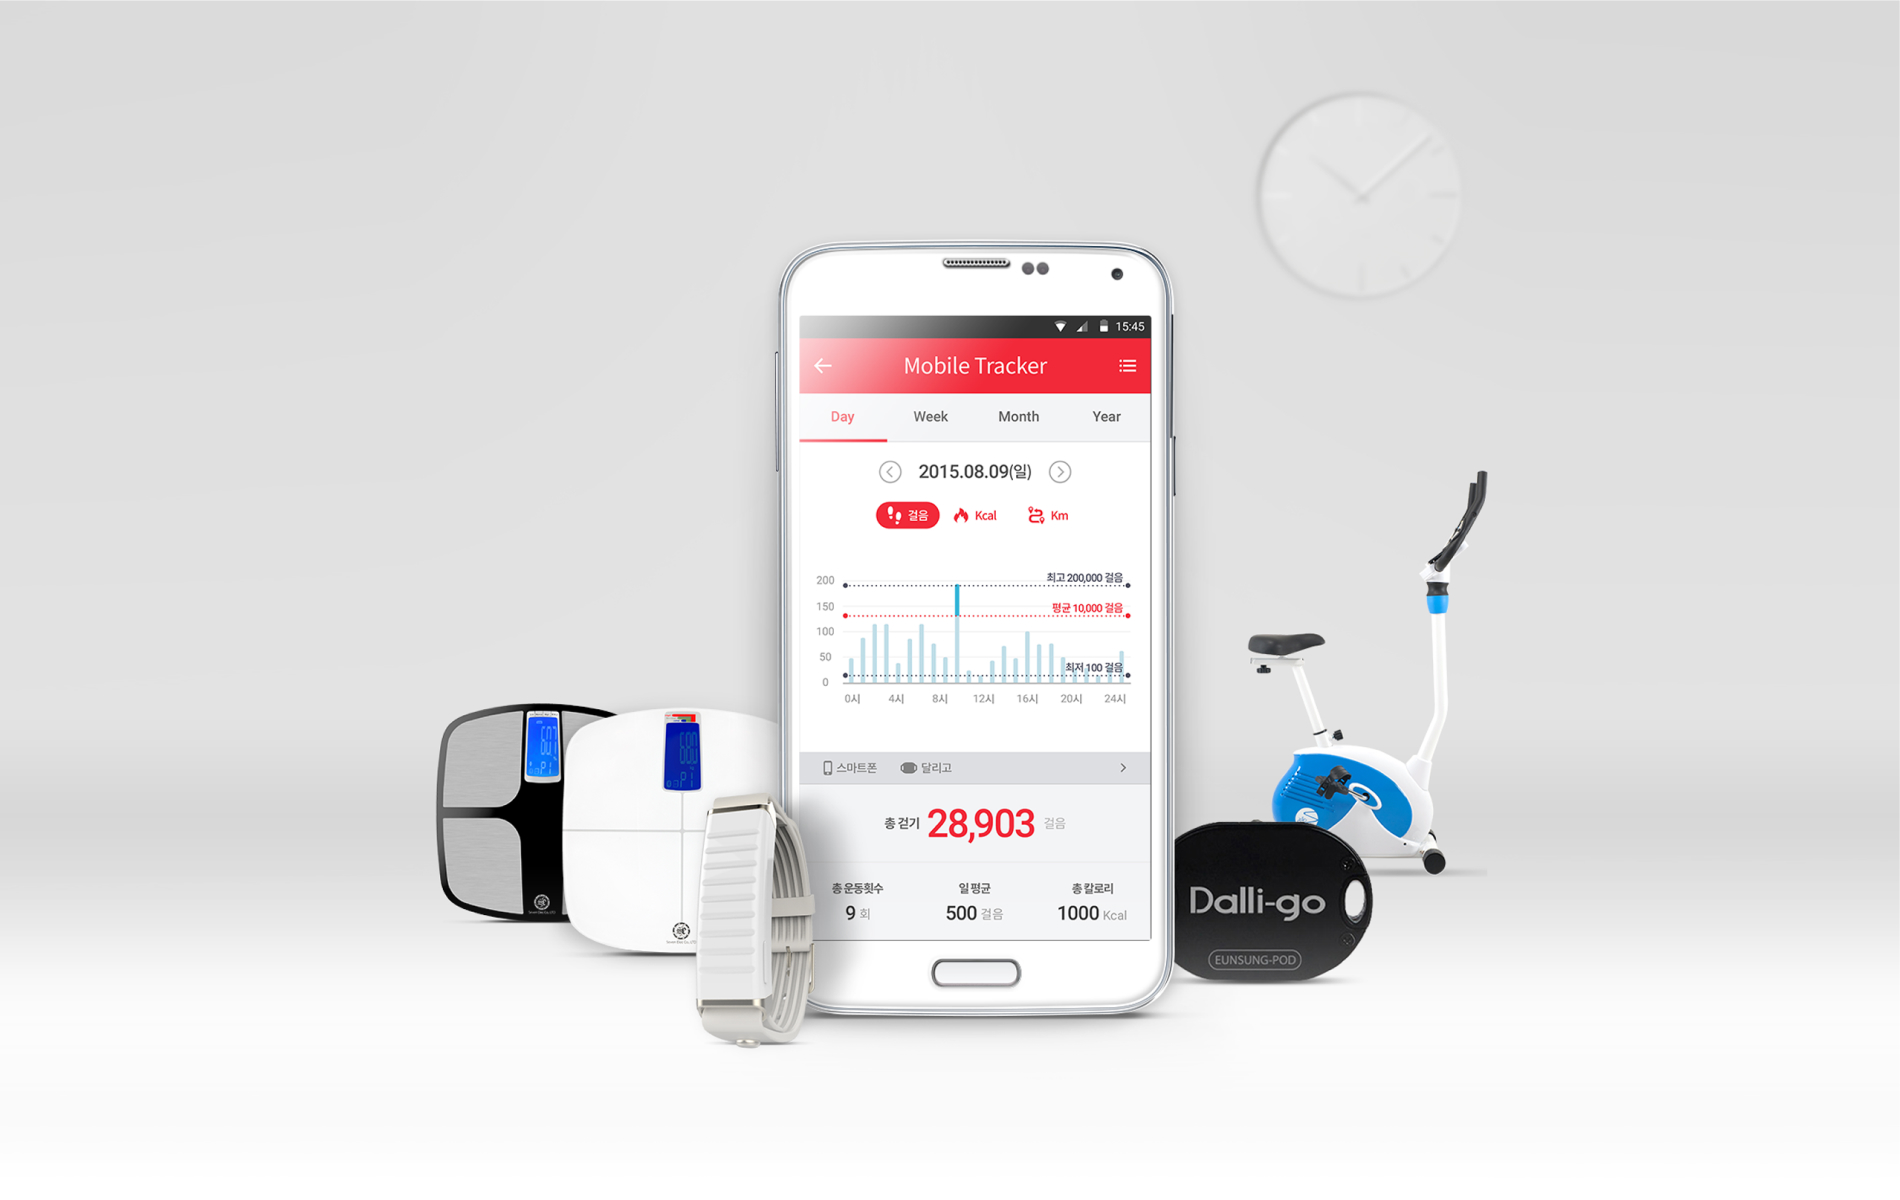 15:45
Mobile Tracker
Day Week Month Year
2015.08.09(일)
걸음 Kcal Km
200
최고 200,000 걸음
150
평균 10,000 걸음
100
50
최저 100 걸음
0
0시 4시 8시 12시 16시 20시 24시
스마트폰 달리고
총 걷기 28,903 걸음
총 운동횟수 일 평균 총 칼로리
9 회 500 걸음 1000 Kcal
Dalli-go
EUNSUNG-POD